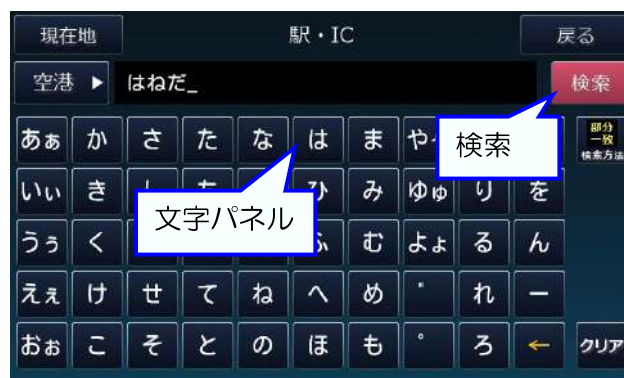 現在地 駅・IC 戻る
空港 ▶ はねだ_ 検索
あぁ か さ た な は ま や 部分一致 検索方法
検索
いぃ き み ゆゅ り を
文字パネル
うぅ く む よょ る ん
えぇ け せ て ね へ め ゛ れ ー
おぉ こ そ と の ほ も ゜ ろ ← クリア